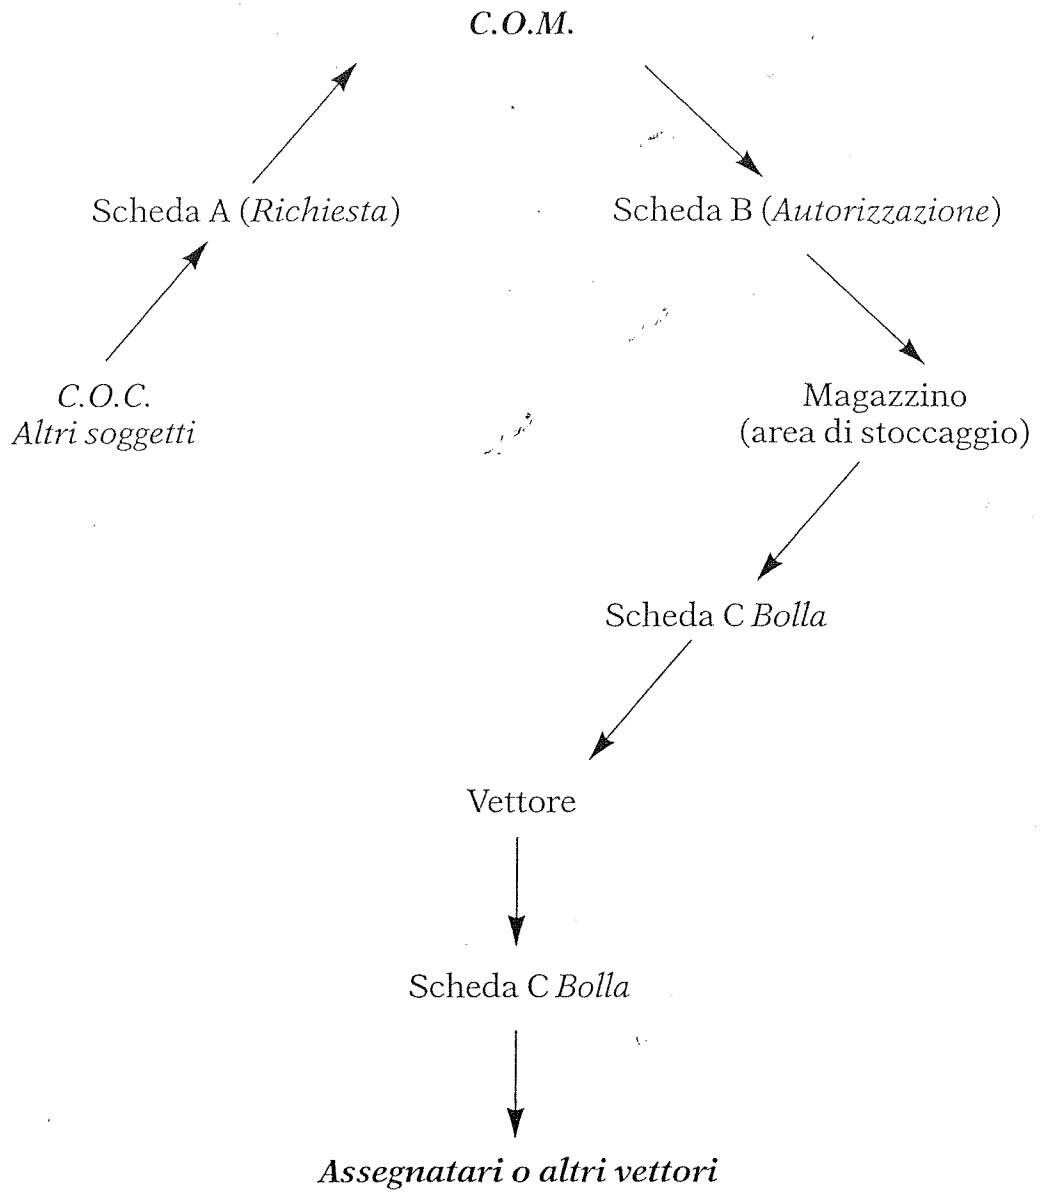 C.O.M.
Scheda A (Richiesta)
Scheda B (Autorizzazione)
C.O.C.
Altri soggetti
Magazzino
(area di stoccaggio)
Scheda C Bolla
Vettore
Scheda C Bolla
Assegnatari o altri vettori